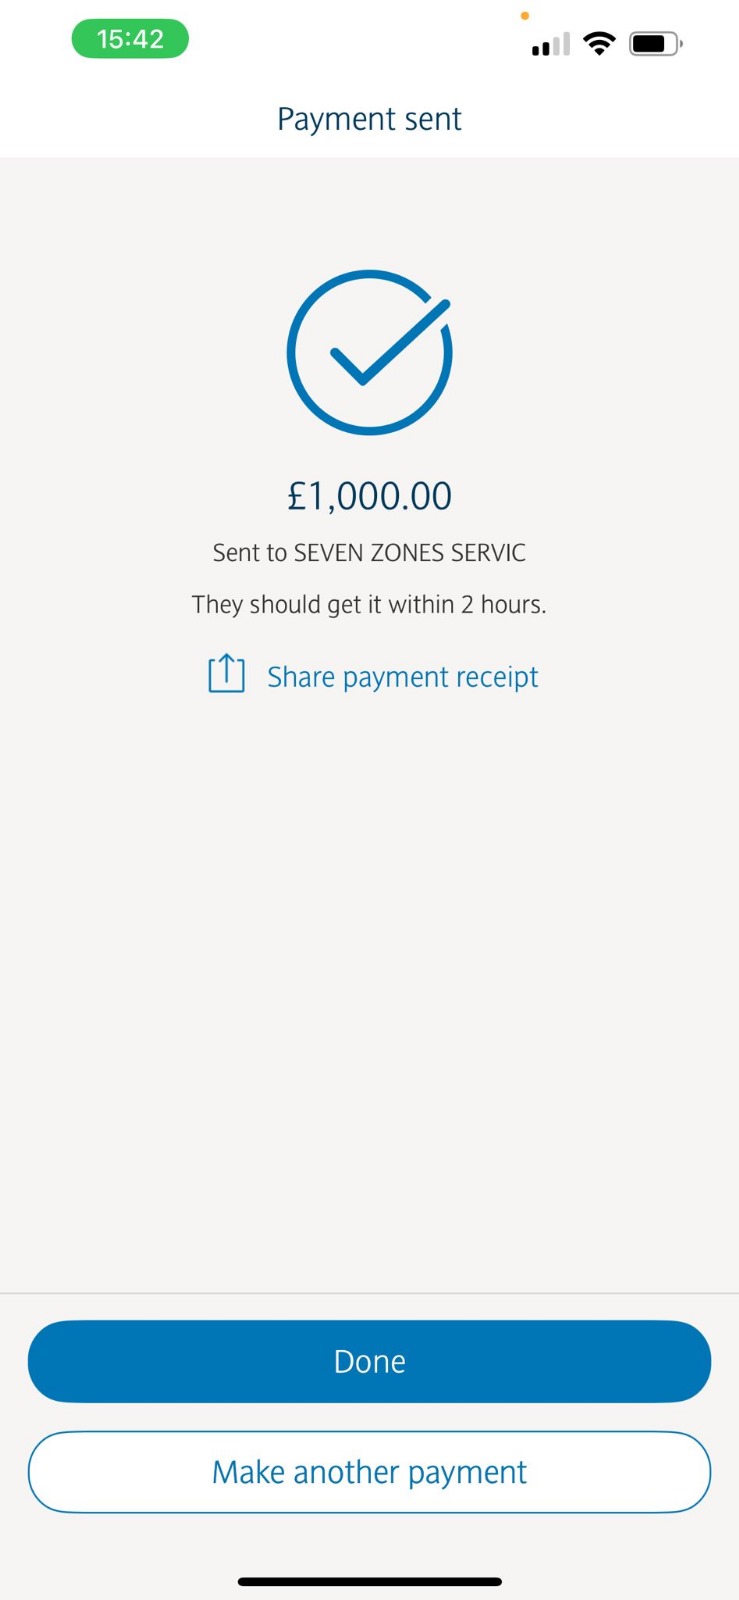 15:42
Payment sent
£1,000.00
Sent to SEVEN ZONES SERVIC
They should get it within 2 hours.
Share payment receipt
Done
Make another payment